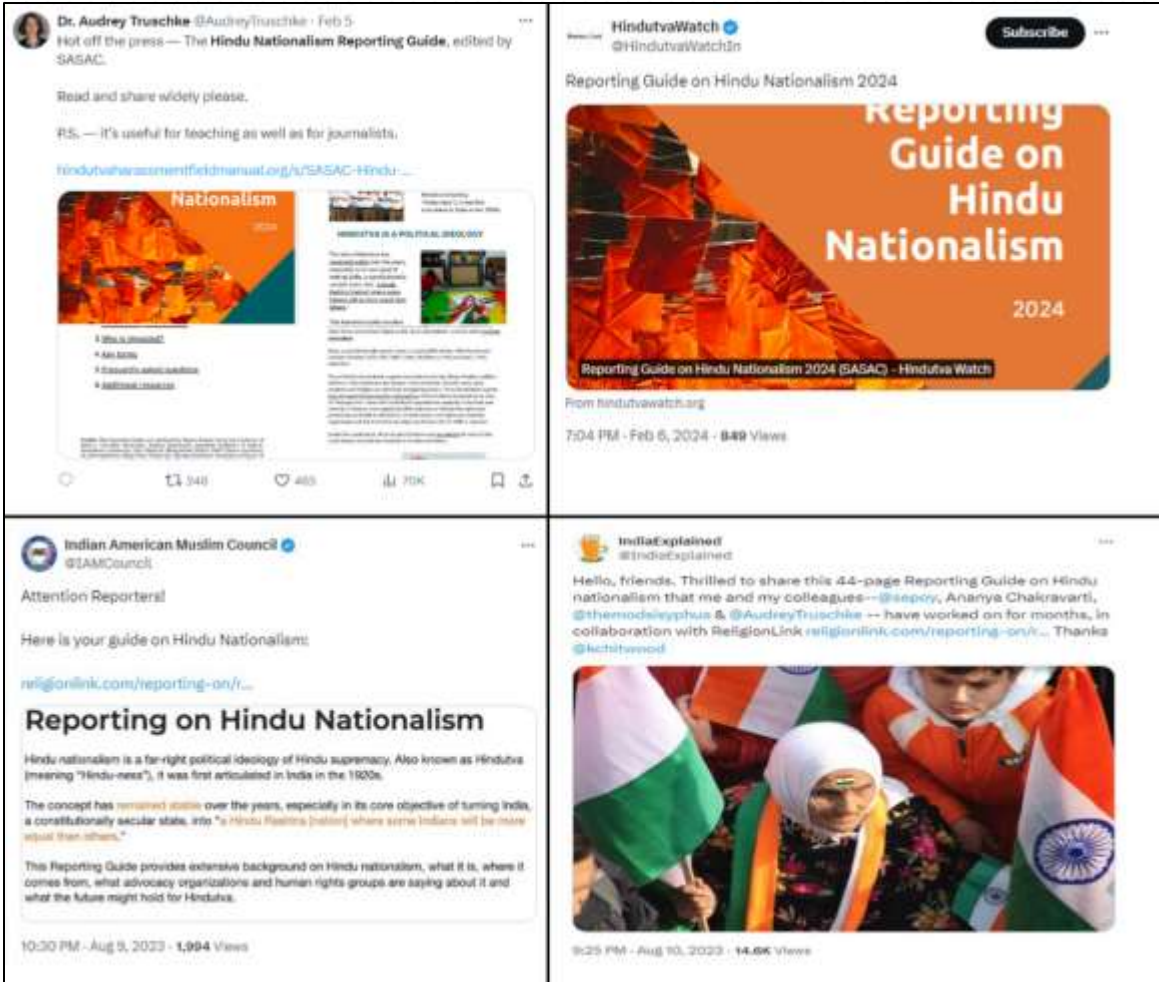 Dr. Audrey Truschke @AudreyTruschke · Feb 5
Hot off the press — The Hindu Nationalism Reporting Guide, edited by
SASAC.
Read and share widely please.
P.S. — it's useful for teaching as well as for journalists.
hindutvaharassmentfieldmanual.org/s/SASAC-Hindu-...
Nationalism
2024
HINDUTVA IS A POLITICAL IDEOLOGY
3 Who is impacted?
4 Key terms
5 Frequently asked questions
6 Additional resources
465
70K
HindutvaWatch
@HindutvaWatchIn
Subscribe
Reporting Guide on Hindu Nationalism 2024
Reporting
Guide on
Hindu
Nationalism
2024
Reporting Guide on Hindu Nationalism 2024 (SASAC) - Hindutva Watch
From hindutvawatch.org
7:04 PM · Feb 6, 2024 · 849 Views
Indian American Muslim Council
@IAMCouncil
Attention Reporters!
Here is your guide on Hindu Nationalism:
religionlink.com/reporting-on/r...
Reporting on Hindu Nationalism
Hindu nationalism is a far-right political ideology of Hindu supremacy. Also known as Hindutva
(meaning "Hindu-ness"), it was first articulated in India in the 1920s.
The concept has remained stable over the years, especially in its core objective of turning India,
a constitutionally secular state, into "a Hindu Rashtra [nation] where some Indians will be more
equal than others."
This Reporting Guide provides extensive background on Hindu nationalism, what it is, where it
comes from, what advocacy organizations and human rights groups are saying about it and
what the future might hold for Hindutva.
10:30 PM · Aug 9, 2023 · 1,994 Views
IndiaExplained
@IndiaExplained
Hello, friends. Thrilled to share this 44-page Reporting Guide on Hindu
nationalism that me and my colleagues--@sepoy, Ananya Chakravarti,
@themodsisyphus & @AudreyTruschke -- have worked on for months, in
collaboration with ReligionLink religionlink.com/reporting-on/r... Thanks
@kchitwood
9:25 PM · Aug 10, 2023 · 14.6K Views